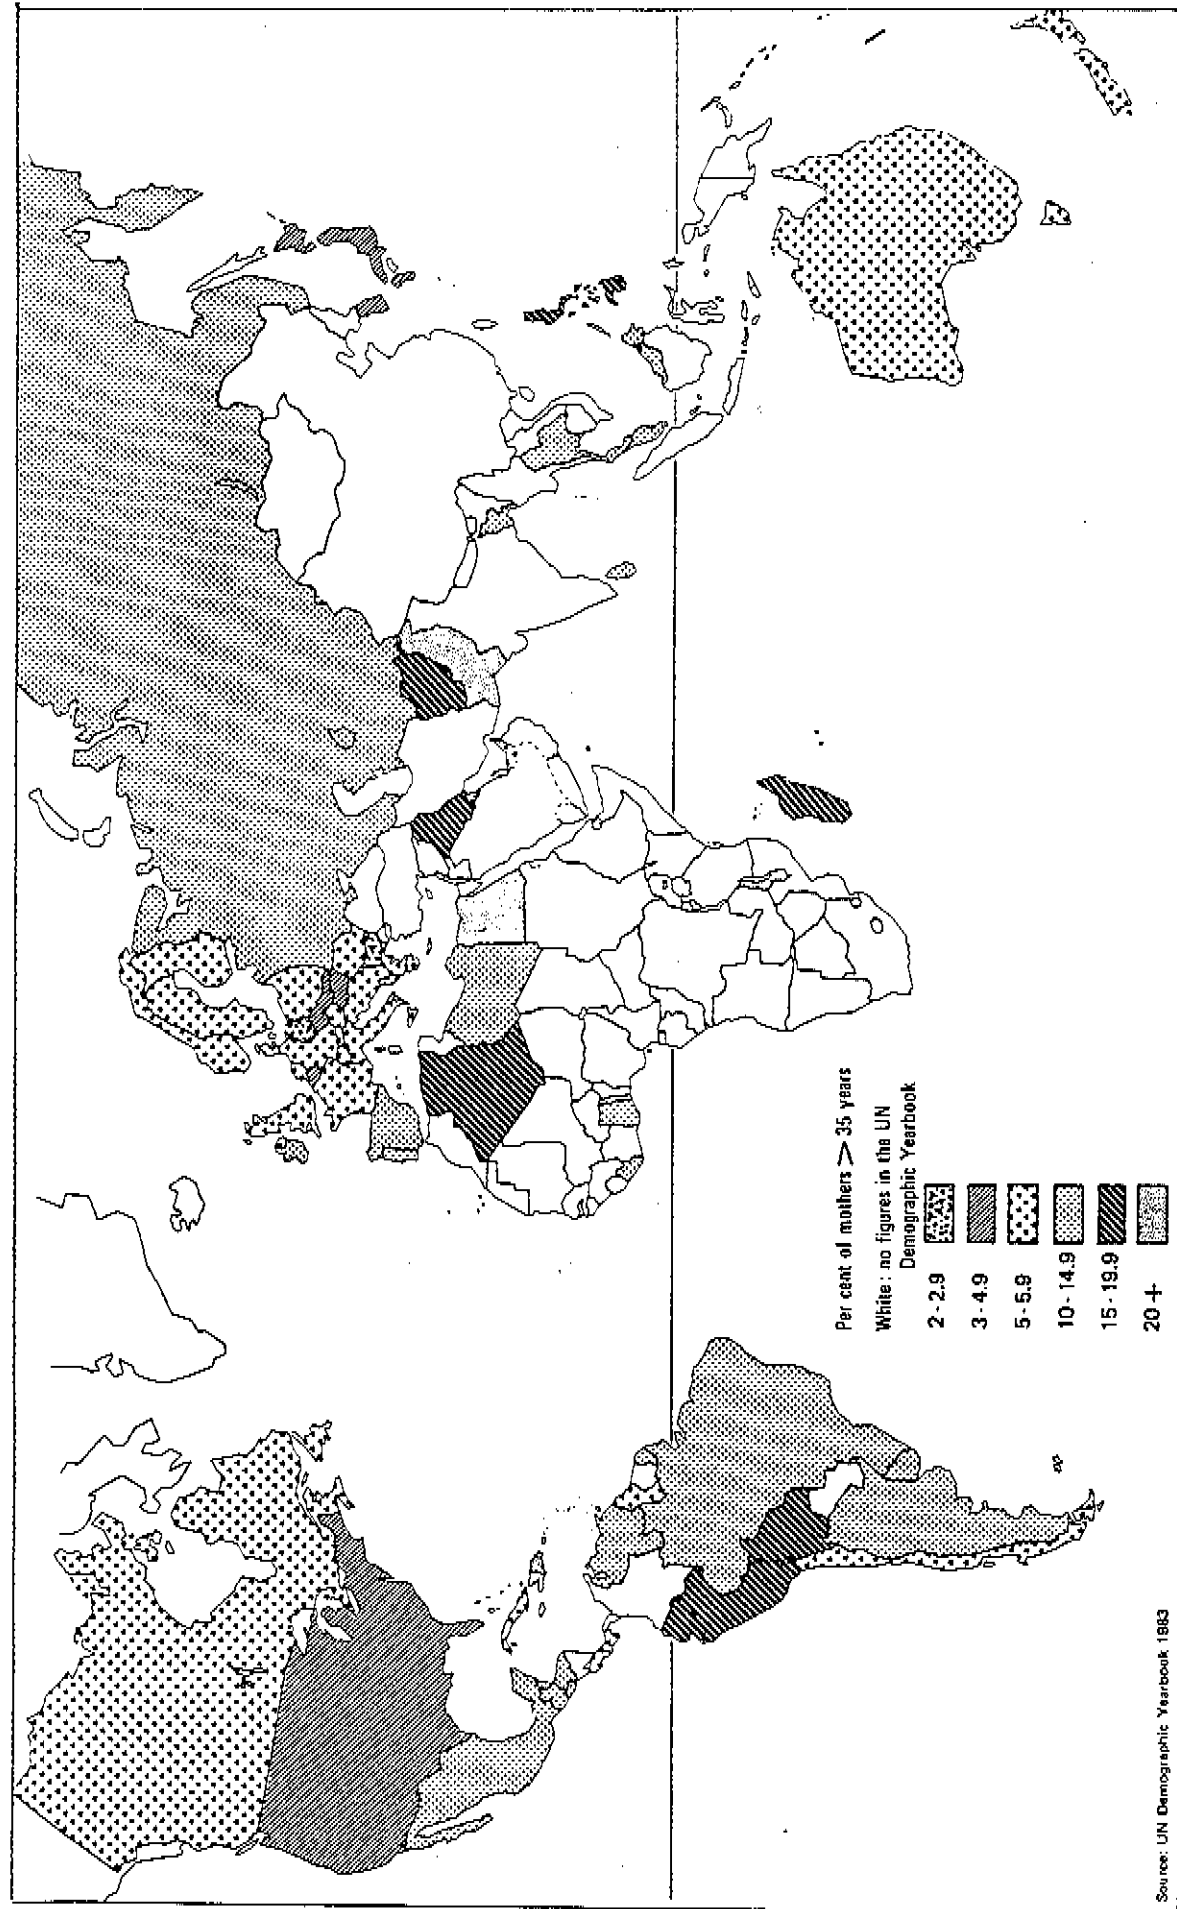 Per cent of mothers > 35 years
White: no figures in the UN
Demographic Yearbook
2 - 2.9
3 - 4.9
5 - 5.9
10 - 14.9
15 - 19.9
20 +
Source: UN Demographic Yearbook 1983